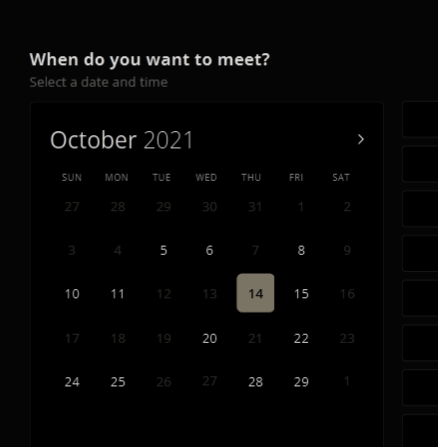 When do you want to meet?
Select a date and time
October 2021 >
SUN MON TUE WED THU FRI SAT
27 28 29 30 31 1 2
3 4 5 6 7 8 9
10 11 12 13 14 15 16
17 18 19 20 21 22 23
24 25 26 27 28 29 1